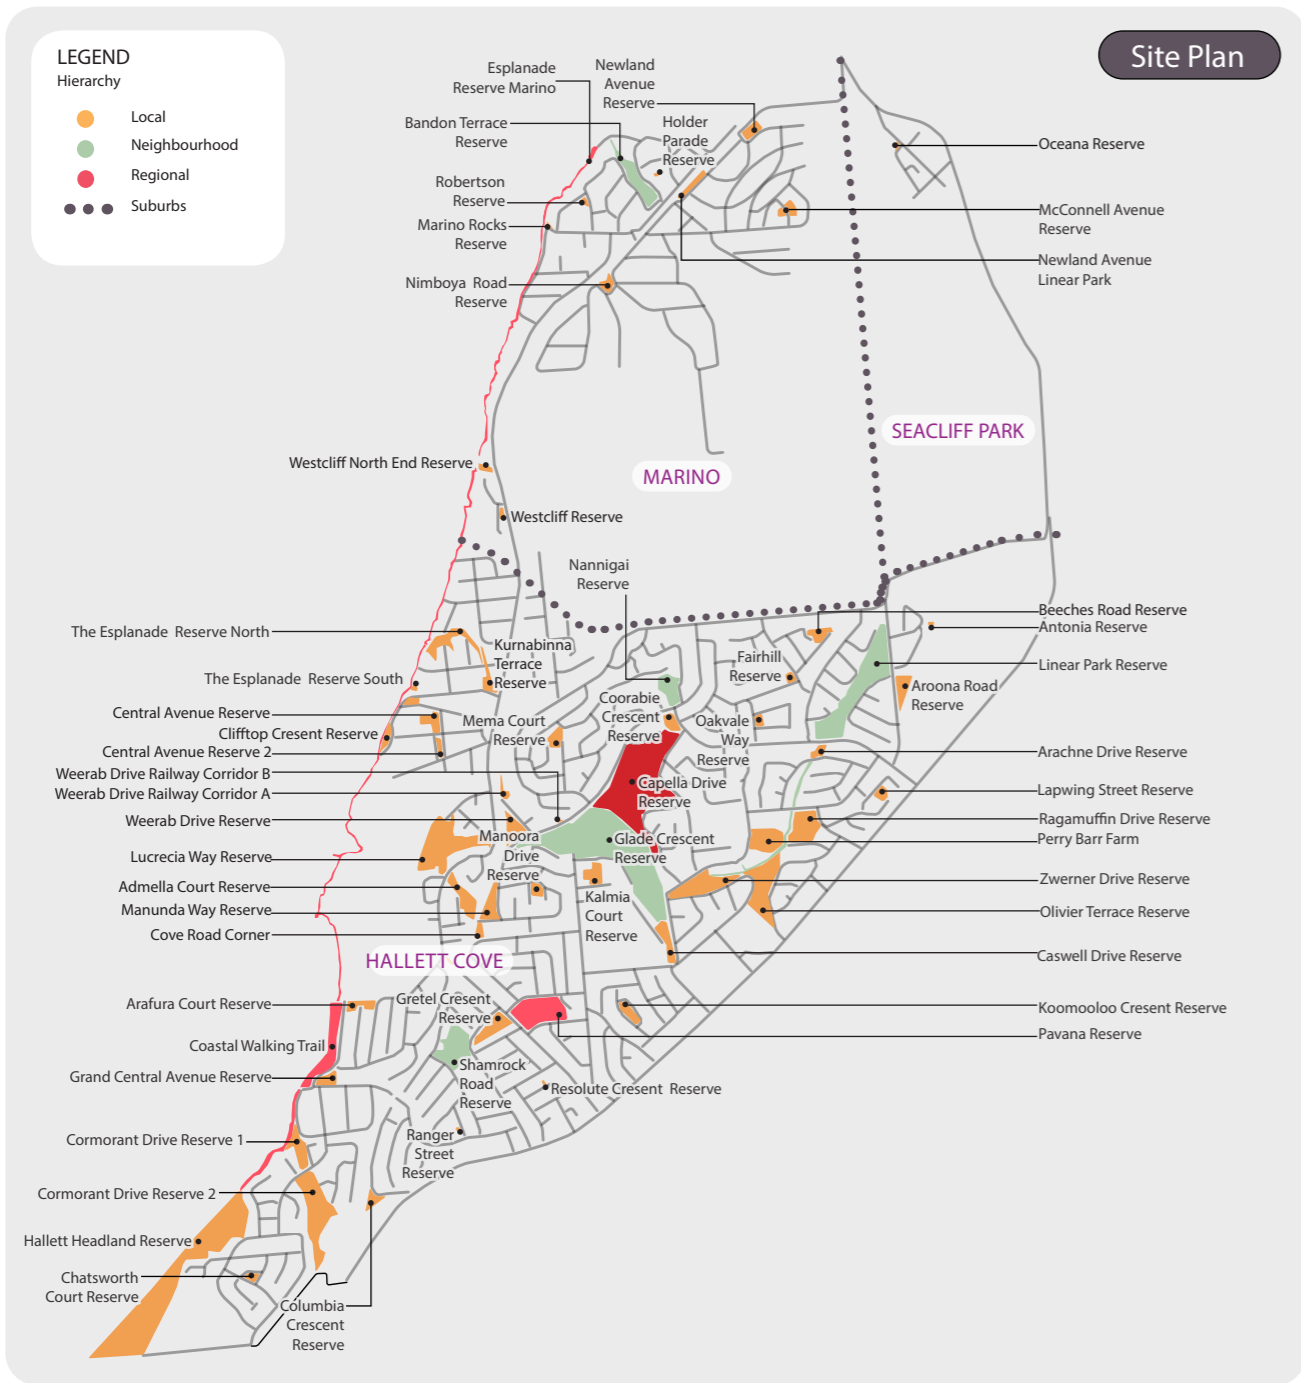 LEGEND
Hierarchy
Local
Neighbourhood
Regional
Suburbs
Site Plan
Esplanade
Reserve Marino
Newland
Avenue
Reserve
Bandon Terrace
Reserve
Holder
Parade
Reserve
Oceana Reserve
Robertson
Reserve
McConnell Avenue
Reserve
Marino Rocks
Reserve
Newland Avenue
Linear Park
Nimboya Road
Reserve
SEACLIFF PARK
MARINO
Westcliff North End Reserve
Westcliff Reserve
Nannigai
Reserve
Beeches Road Reserve
Antonia Reserve
The Esplanade Reserve North
Kurnabinna
Terrace
Reserve
Fairhill
Reserve
Linear Park Reserve
The Esplanade Reserve South
Aroona Road
Reserve
Coorabie
Crescent
Reserve
Central Avenue Reserve
Mema Court
Reserve
Oakvale
Way
Reserve
Clifftop Cresent Reserve
Central Avenue Reserve 2
Arachne Drive Reserve
Weerab Drive Railway Corridor B
Capella Drive
Reserve
Weerab Drive Railway Corridor A
Lapwing Street Reserve
Weerab Drive Reserve
Ragamuffin Drive Reserve
Manoora
Drive
Reserve
Glade Crescent
Reserve
Perry Barr Farm
Lucrecia Way Reserve
Admella Court Reserve
Zwerner Drive Reserve
Kalmia
Court
Reserve
Manunda Way Reserve
Olivier Terrace Reserve
Cove Road Corner
HALLETT COVE
Caswell Drive Reserve
Arafura Court Reserve
Gretel Cresent
Reserve
Koomooloo Cresent Reserve
Pavana Reserve
Coastal Walking Trail
Shamrock
Road
Reserve
Grand Central Avenue Reserve
Resolute Cresent Reserve
Cormorant Drive Reserve 1
Ranger
Street
Reserve
Cormorant Drive Reserve 2
Hallett Headland Reserve
Chatsworth
Court Reserve
Columbia
Crescent
Reserve